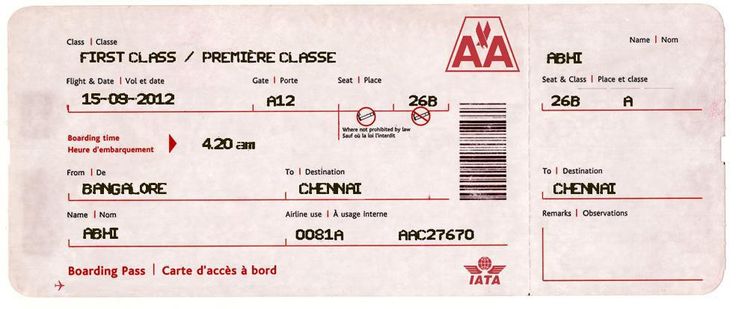 Class | Classe
FIRST CLASS / PREMIÈRE CLASSE
Flight & Date | Vol et date
Gate | Porte
Seat | Place
15-09-2012
A12
26B
Where not prohibited by law
Sauf où la loi l'interdit
Boarding time
Heure d'embarquement
4.20 am
From | De
To | Destination
BANGALORE
CHENNAI
Name | Nom
Airline use | À usage interne
ABHI
0081A
AAC27670
Boarding Pass | Carte d'accès à bord
AA
IATA
Name | Nom
ABHI
Seat & Class | Place et classe
26B
A
To | Destination
CHENNAI
Remarks | Observations